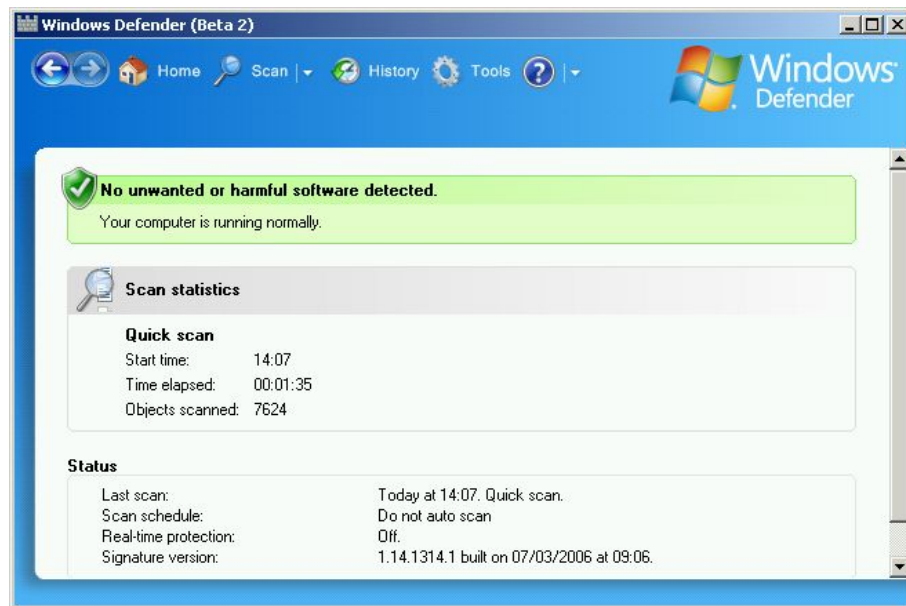 Windows Defender (Beta 2)
Home Scan History Tools
Windows
Defender
No unwanted or harmful software detected.
Your computer is running normally.
Scan statistics
Quick scan
Start time: 14:07
Time elapsed: 00:01:35
Objects scanned: 7624
Status
Last scan: Today at 14:07. Quick scan.
Scan schedule: Do not auto scan
Real-time protection: Off.
Signature version: 1.14.1314.1 built on 07/03/2006 at 09:06.